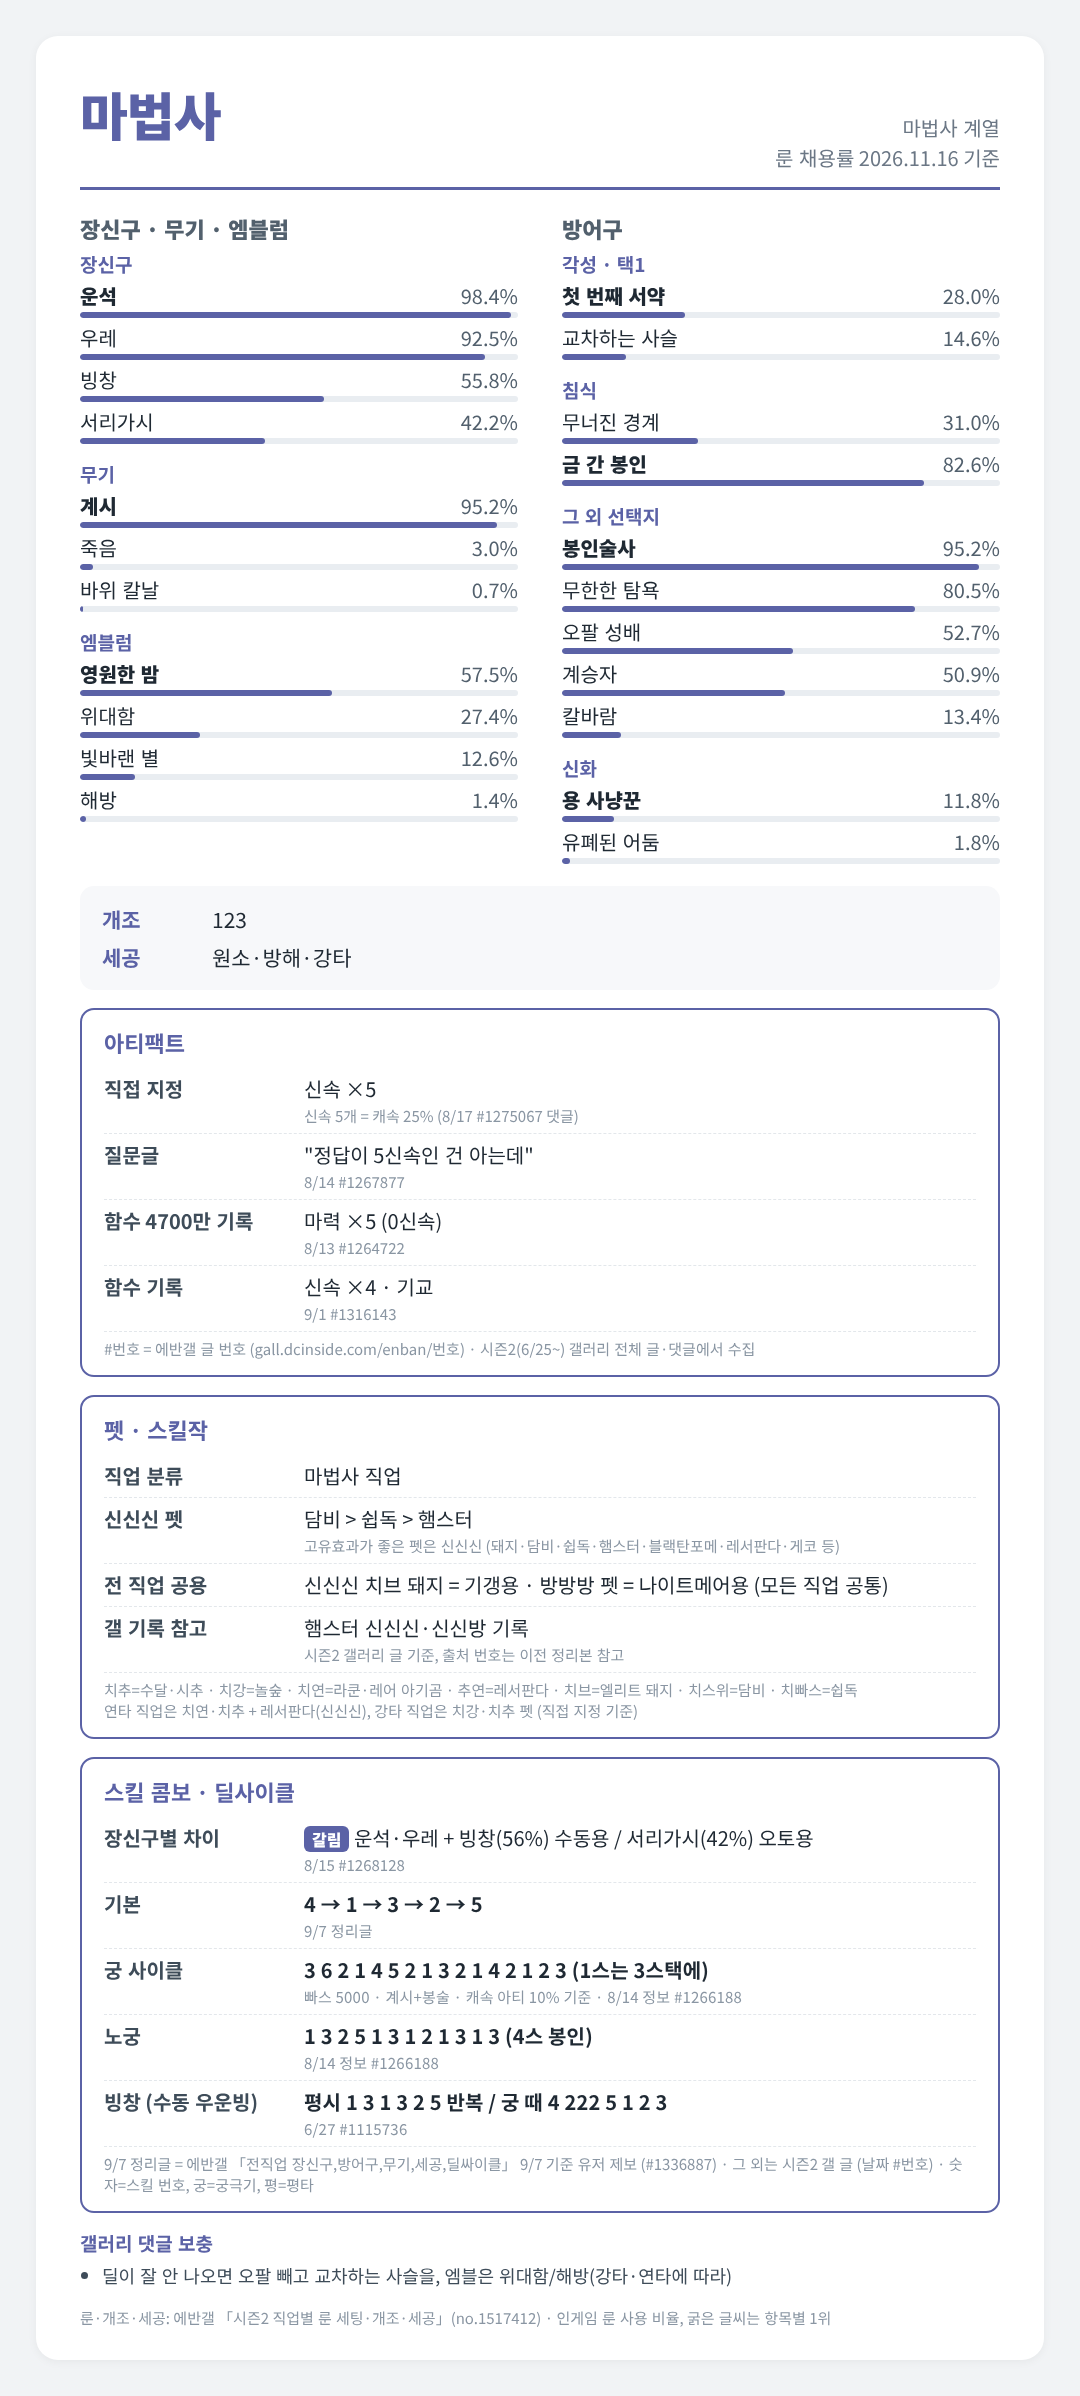 마법사
마법사 계열
룬 채용률 2026.11.16 기준
장신구 · 무기 · 엠블럼
장신구
운석 98.4%
우레 92.5%
빙창 55.8%
서리가시 42.2%
무기
계시 95.2%
죽음 3.0%
바위 칼날 0.7%
엠블럼
영원한 밤 57.5%
위대함 27.4%
빛바랜 별 12.6%
해방 1.4%
방어구
각성 · 택1
첫 번째 서약 28.0%
교차하는 사슬 14.6%
침식
무너진 경계 31.0%
금 간 봉인 82.6%
그 외 선택지
봉인술사 95.2%
무한한 탐욕 80.5%
오팔 성배 52.7%
계승자 50.9%
칼바람 13.4%
신화
용 사냥꾼 11.8%
유폐된 어둠 1.8%
개조 123
세공 원소·방해·강타
아티팩트
직접 지정 신속 ×5
신속 5개 = 캐속 25% (8/17 #1275067 댓글)
질문글 "정답이 5신속인 건 아는데"
8/14 #1267877
함수 4700만 기록 마력 ×5 (0신속)
8/13 #1264722
함수 기록 신속 ×4 · 기교
9/1 #1316143
#번호 = 에반갤 글 번호 (gall.dcinside.com/enban/번호) · 시즌2(6/25~) 갤러리 전체 글·댓글에서 수집
펫 · 스킬작
직업 분류 마법사 직업
신신신 펫 담비 > 쉽독 > 햄스터
고유효과가 좋은 펫은 신신신 (돼지·담비·쉽독·햄스터·블랙탄포메·레서판다·게코 등)
전 직업 공용 신신신 치브 돼지 = 기갱용 · 방방방 펫 = 나이트메어용 (모든 직업 공통)
갤 기록 참고 햄스터 신신신·신신방 기록
시즌2 갤러리 글 기준, 출처 번호는 이전 정리본 참고
치추=수달·시추 · 치강=놀숲 · 치연=라쿤·레어 아기곰 · 추연=레서판다 · 치브=엘리트 돼지 · 치스위=담비 · 치빠스=쉽독
연타 직업은 치연·치추 + 레서판다(신신신), 강타 직업은 치강·치추 펫 (직접 지정 기준)
스킬 콤보 · 딜사이클
장신구별 차이 갈림 운석·우레 + 빙창(56%) 수동용 / 서리가시(42%) 오토용
8/15 #1268128
기본 4 → 1 → 3 → 2 → 5
9/7 정리글
궁 사이클 3 6 2 1 4 5 2 1 3 2 1 4 2 1 2 3 (1스는 3스택에)
빠스 5000 · 계시+봉술 · 캐속 아티 10% 기준 · 8/14 정보 #1266188
노궁 1 3 2 5 1 3 1 2 1 3 1 3 (4스 봉인)
8/14 정보 #1266188
빙창 (수동 우운빙) 평시 1 3 1 3 2 5 반복 / 궁 때 4 222 5 1 2 3
6/27 #1115736
9/7 정리글 = 에반갤 「전직업 장신구,방어구,무기,세공,딜싸이클」 9/7 기준 유저 제보 (#1336887) · 그 외는 시즌2 갤 글 (날짜 #번호) · 숫
자=스킬 번호, 궁=궁극기, 평=평타
갤러리 댓글 보충
• 딜이 잘 안 나오면 오팔 빼고 교차하는 사슬을, 엠블은 위대함/해방(강타·연타에 따라)
룬·개조·세공: 에반갤 「시즌2 직업별 룬 세팅·개조·세공」(no.1517412) · 인게임 룬 사용 비율, 굵은 글씨는 항목별 1위